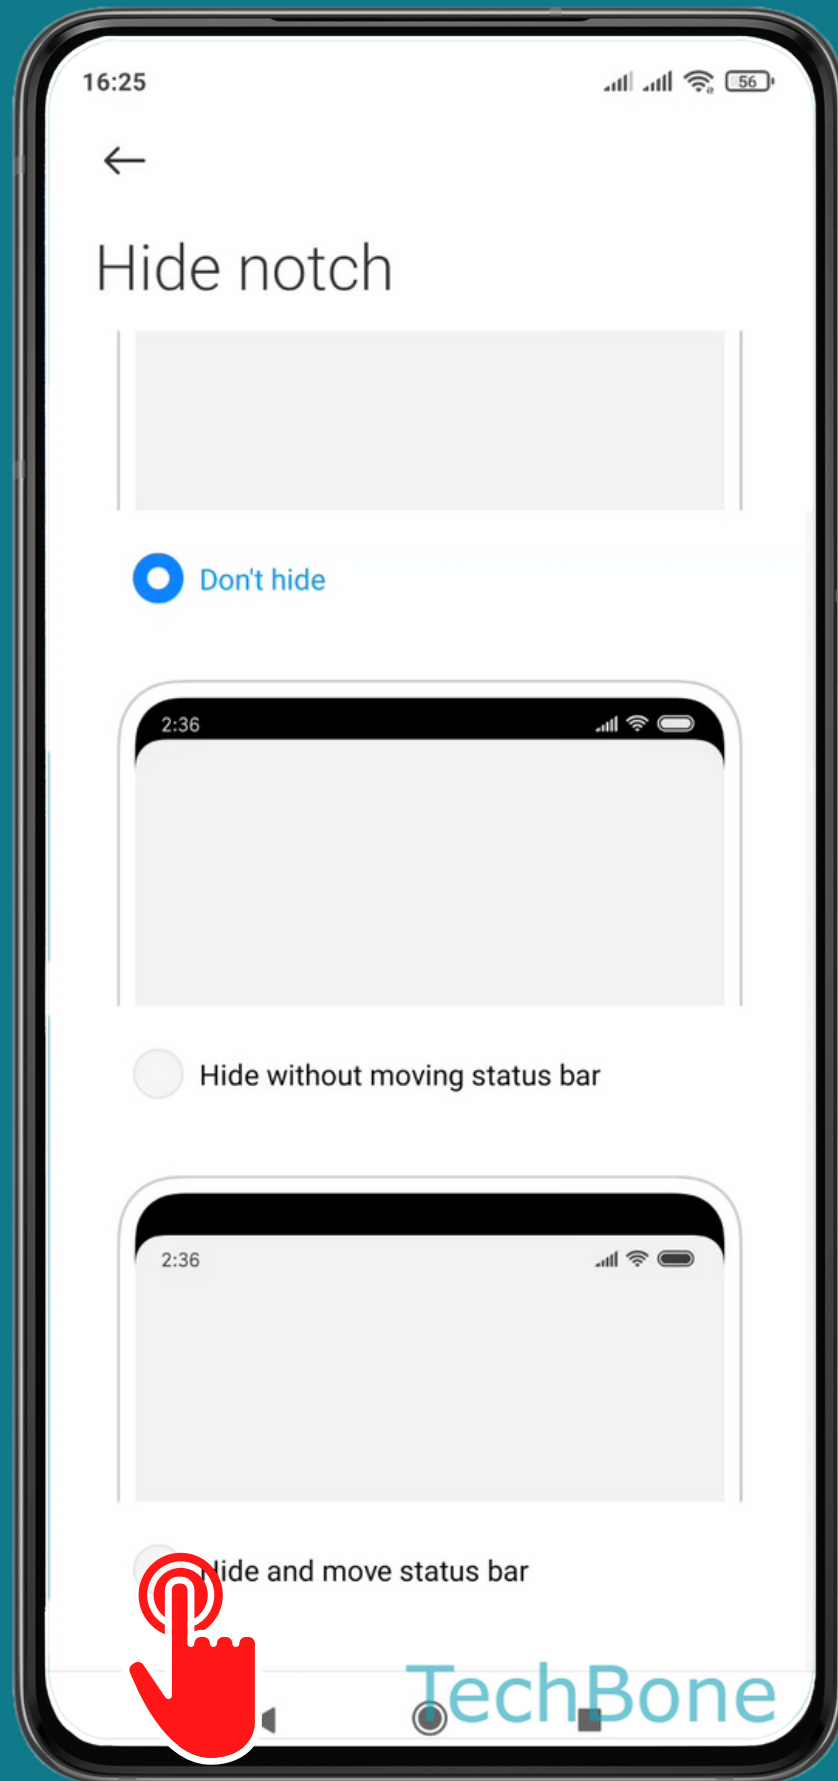 16:25
56
Hide notch
Don't hide
2:36
Hide without moving status bar
2:36
Hide and move status bar
TechBone